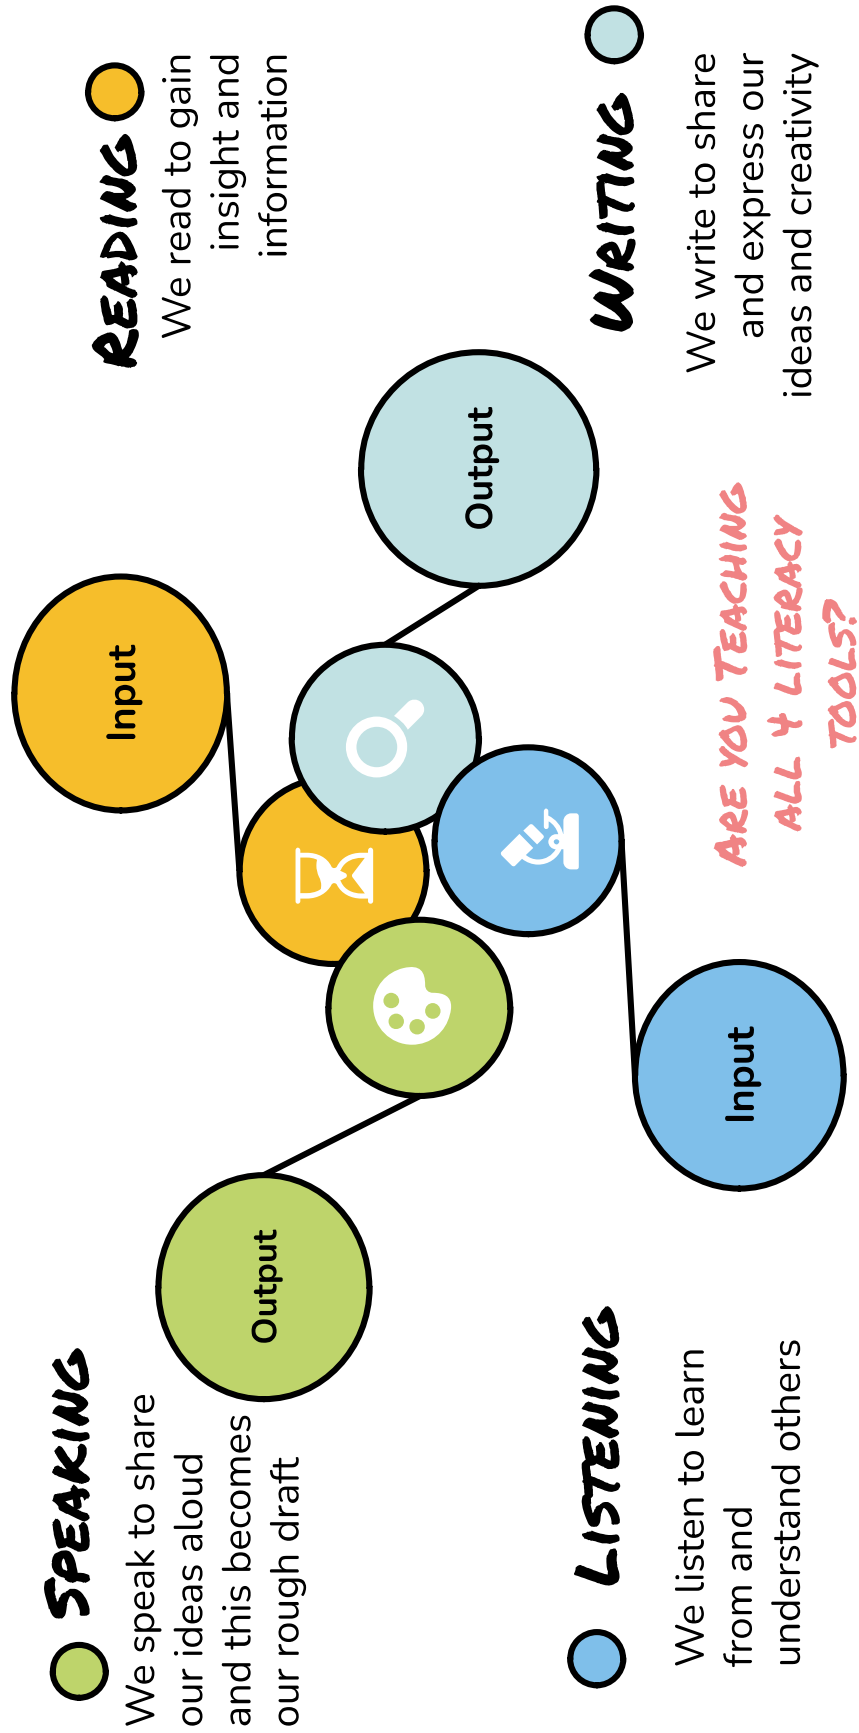 SPEAKING
We speak to share
our ideas aloud
and this becomes
our rough draft
Output
Input
READING
We read to gain
insight and
information
LISTENING
We listen to learn
from and
understand others
Input
Output
WRITING
We write to share
and express our
ideas and creativity
ARE YOU TEACHING
ALL 4 LITERACY
TOOLS?